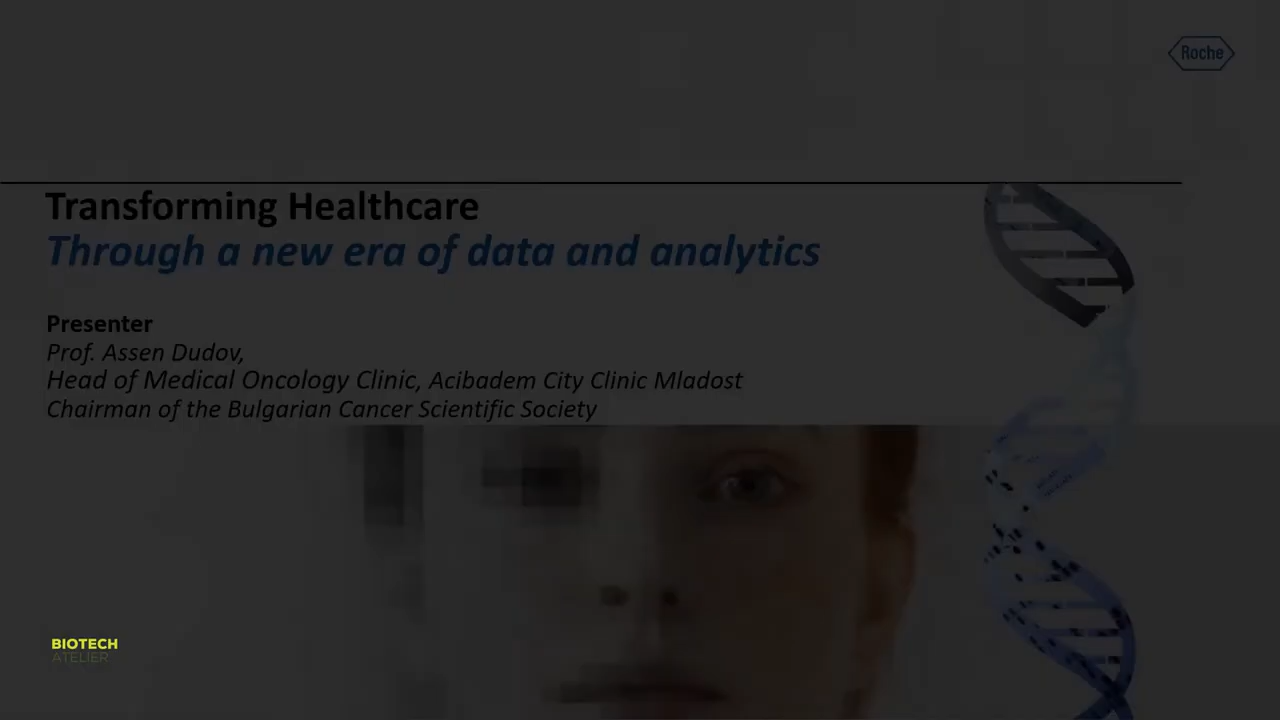 Roche
Transforming Healthcare
Through a new era of data and analytics
Presenter
Prof. Assen Dudov,
Head of Medical Oncology Clinic, Acibadem City Clinic Mladost
Chairman of the Bulgarian Cancer Scientific Society
BIOTECH
ATELIER